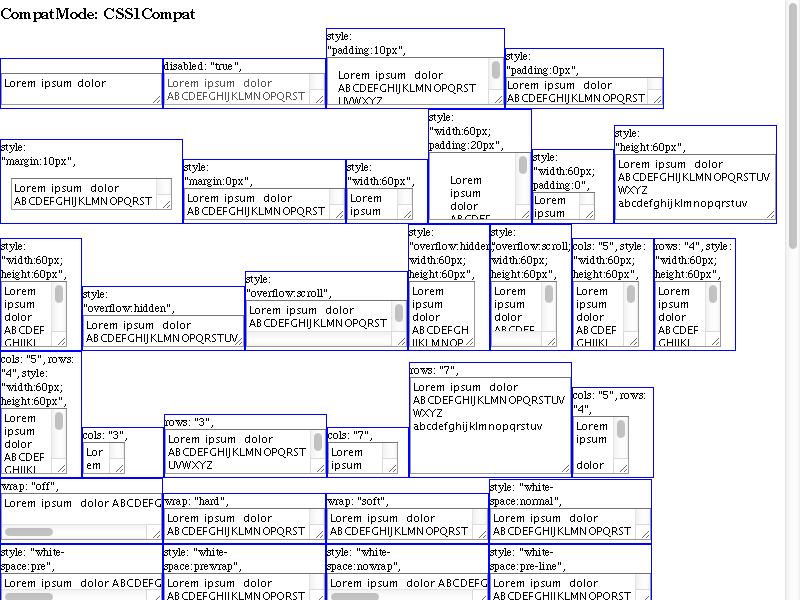 CompatMode: CSS1Compat
Lorem ipsum dolor
disabled: "true",
Lorem ipsum dolor
ABCDEFGHIJKLMNOPQRST
style:
"padding:10px",
Lorem ipsum dolor
ABCDEFGHIJKLMNOPQRST
UVWXYZ
style:
"padding:0px",
Lorem ipsum dolor
ABCDEFGHIJKLMNOPQRST
style:
"margin:10px",
Lorem ipsum dolor
ABCDEFGHIJKLMNOPQRST
style:
"margin:0px",
Lorem ipsum dolor
ABCDEFGHIJKLMNOPQRST
style:
"width:60px",
Lorem
ipsum
style:
"width:60px;
padding:20px",
Lorem
ipsum
dolor
ABCDEF
style:
"width:60px;
padding:0",
Lorem
ipsum
style:
"height:60px",
Lorem ipsum dolor
ABCDEFGHIJKLMNOPQRSTUV
WXYZ
abcdefghijklmnopqrstuv
style:
"width:60px;
height:60px",
Lorem
ipsum
dolor
ABCDEF
GHIJKL
style:
"overflow:hidden",
Lorem ipsum dolor
ABCDEFGHIJKLMNOPQRSTUV
style:
"overflow:scroll",
Lorem ipsum dolor
ABCDEFGHIJKLMNOPQRST
style:
"overflow:hidden;
width:60px;
height:60px",
Lorem
ipsum
dolor
ABCDEFGH
IJKLMNOP
style:
"overflow:scroll;
width:60px;
height:60px",
Lorem
ipsum
dolor
ABCDEF
cols: "5", style:
"width:60px;
height:60px",
Lorem
ipsum
dolor
ABCDEF
GHIJKL
rows: "4", style:
"width:60px;
height:60px",
Lorem
ipsum
dolor
ABCDEF
GHIJKL
cols: "5", rows:
"4", style:
"width:60px;
height:60px",
Lorem
ipsum
dolor
ABCDEF
GHIJKL
cols: "3",
Lor
em
rows: "3",
Lorem ipsum dolor
ABCDEFGHIJKLMNOPQRST
UVWXYZ
cols: "7",
Lorem
ipsum
rows: "7",
Lorem ipsum dolor
ABCDEFGHIJKLMNOPQRSTUV
WXYZ
abcdefghijklmnopqrstuv
cols: "5", rows:
"4",
Lorem
ipsum
dolor
wrap: "off",
Lorem ipsum dolor ABCDEFG
wrap: "hard",
Lorem ipsum dolor
ABCDEFGHIJKLMNOPQRST
wrap: "soft",
Lorem ipsum dolor
ABCDEFGHIJKLMNOPQRST
style: "white-
space:normal",
Lorem ipsum dolor
ABCDEFGHIJKLMNOPQRST
style: "white-
space:pre",
Lorem ipsum dolor ABCDEFG
style: "white-
space:prewrap",
Lorem ipsum dolor
ABCDEFGHIJKLMNOPQRST
style: "white-
space:nowrap",
Lorem ipsum dolor ABCDEFG
style: "white-
space:pre-line",
Lorem ipsum dolor
ABCDEFGHIJKLMNOPQRST